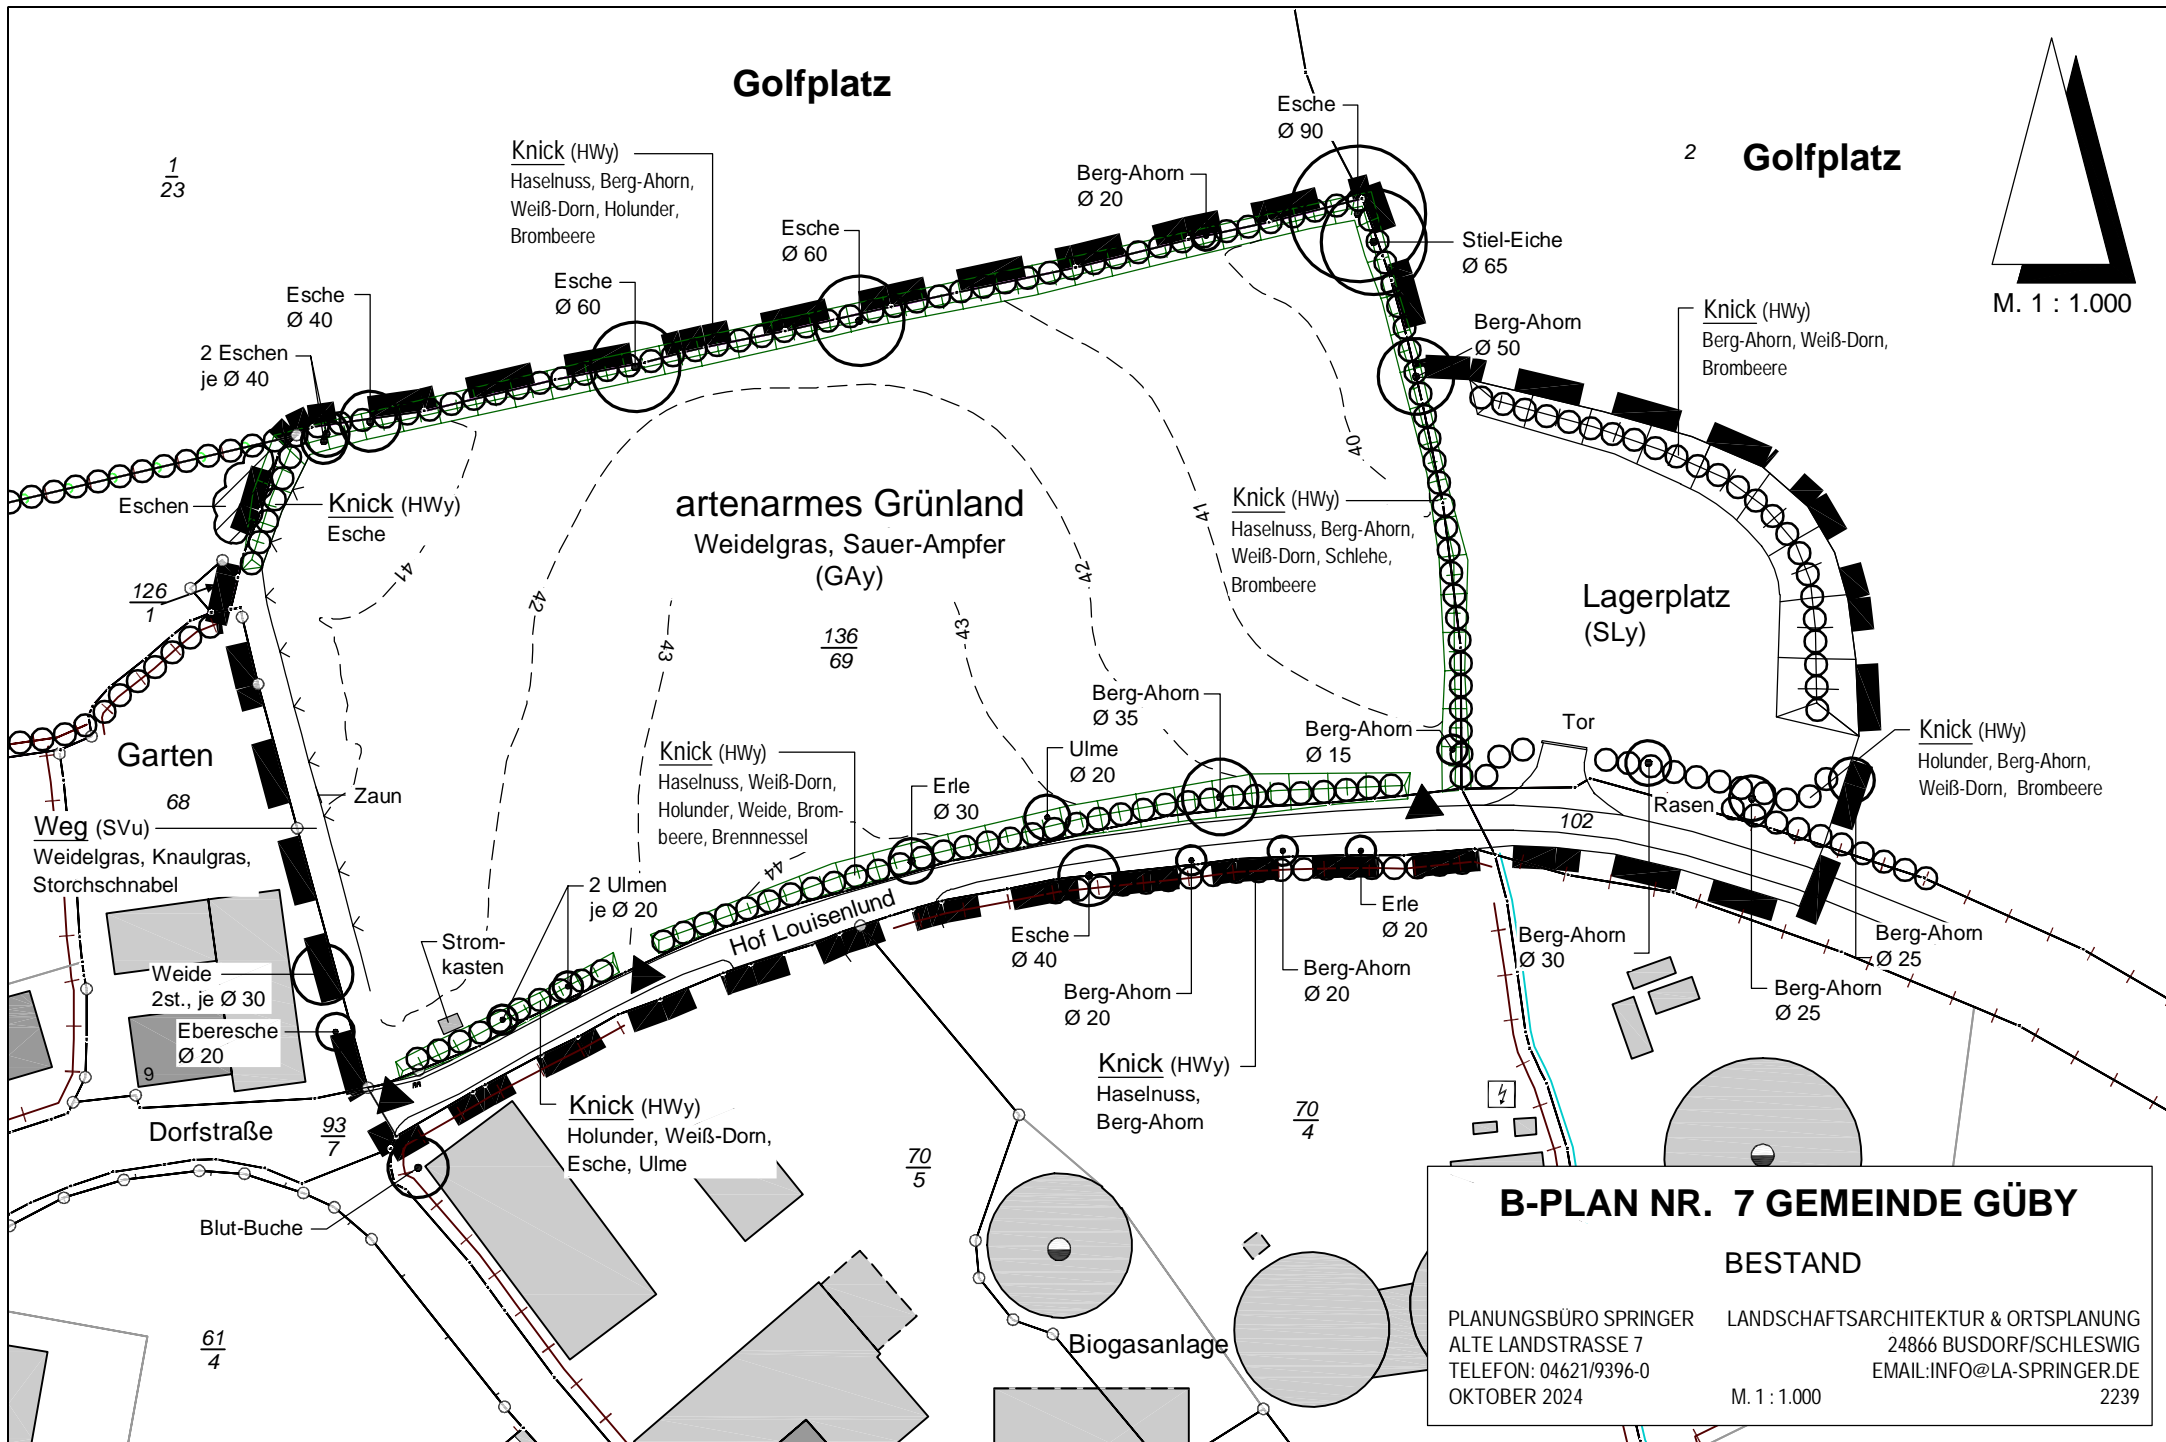 Golfplatz
Esche
Ø 90
2
Golfplatz
1
23
Knick (HWy)
Haselnuss, Berg-Ahorn,
Weiß-Dorn, Holunder,
Brombeere
Berg-Ahorn
Ø 20
Esche
Ø 60
Stiel-Eiche
Ø 65
M. 1 : 1.000
Esche
Ø 60
Esche
Ø 40
Knick (HWy)
Berg-Ahorn, Weiß-Dorn,
Brombeere
Berg-Ahorn
Ø 50
2 Eschen
je Ø 40
40
Eschen
Knick (HWy)
Esche
artenarmes Grünland
Weidelgras, Sauer-Ampfer
(GAy)
Knick (HWy)
Haselnuss, Berg-Ahorn,
Weiß-Dorn, Schlehe,
Brombeere
41
41
42
42
126
1
Lagerplatz
(SLy)
136
69
43
43
Berg-Ahorn
Ø 35
Berg-Ahorn
Ø 15
Tor
Knick (HWy)
Holunder, Berg-Ahorn,
Weiß-Dorn, Brombeere
Garten
68
Zaun
Knick (HWy)
Haselnuss, Weiß-Dorn,
Holunder, Weide, Brom-
beere, Brennnessel
Ulme
Ø 20
Erle
Ø 30
Rasen
102
Weg (SVu)
Weidelgras, Knaulgras,
Storchschnabel
44
2 Ulmen
je Ø 20
Hof Louisenlund
Erle
Ø 20
Strom-
kasten
Esche
Ø 40
Berg-Ahorn
Ø 30
Berg-Ahorn
Ø 25
Weide
2st., je Ø 30
Berg-Ahorn
Ø 20
Berg-Ahorn
Ø 20
Berg-Ahorn
Ø 25
Eberesche
Ø 20
9
Knick (HWy)
Haselnuss,
Berg-Ahorn
Knick (HWy)
Holunder, Weiß-Dorn,
Esche, Ulme
Dorfstraße
93
7
70
4
70
5
Blut-Buche
61
4
Biogasanlage
B-PLAN NR. 7 GEMEINDE GÜBY
BESTAND
PLANUNGSBÜRO SPRINGER LANDSCHAFTSARCHITEKTUR & ORTSPLANUNG
ALTE LANDSTRASSE 7 24866 BUSDORF/SCHLESWIG
TELEFON: 04621/9396-0 EMAIL:INFO@LA-SPRINGER.DE
OKTOBER 2024 M. 1 : 1.000 2239